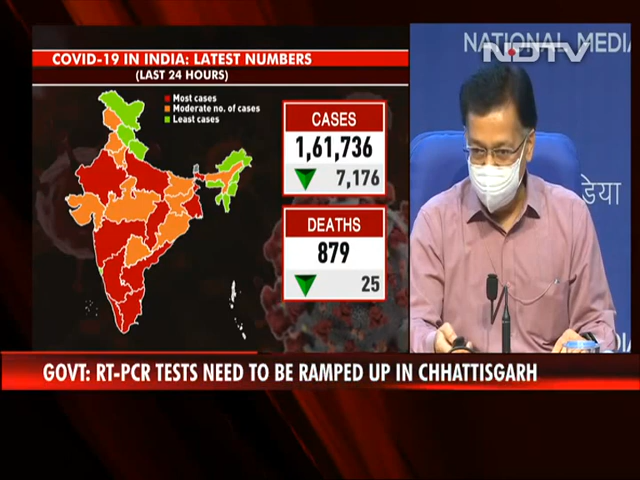 COVID-19 IN INDIA: LATEST NUMBERS
(LAST 24 HOURS)
Most cases
Moderate no. of cases
Least cases
CASES
1,61,736
7,176
DEATHS
879
25
NATIONAL MEDIA
NDTV
डिया
GOVT: RT-PCR TESTS NEED TO BE RAMPED UP IN CHHATTISGARH